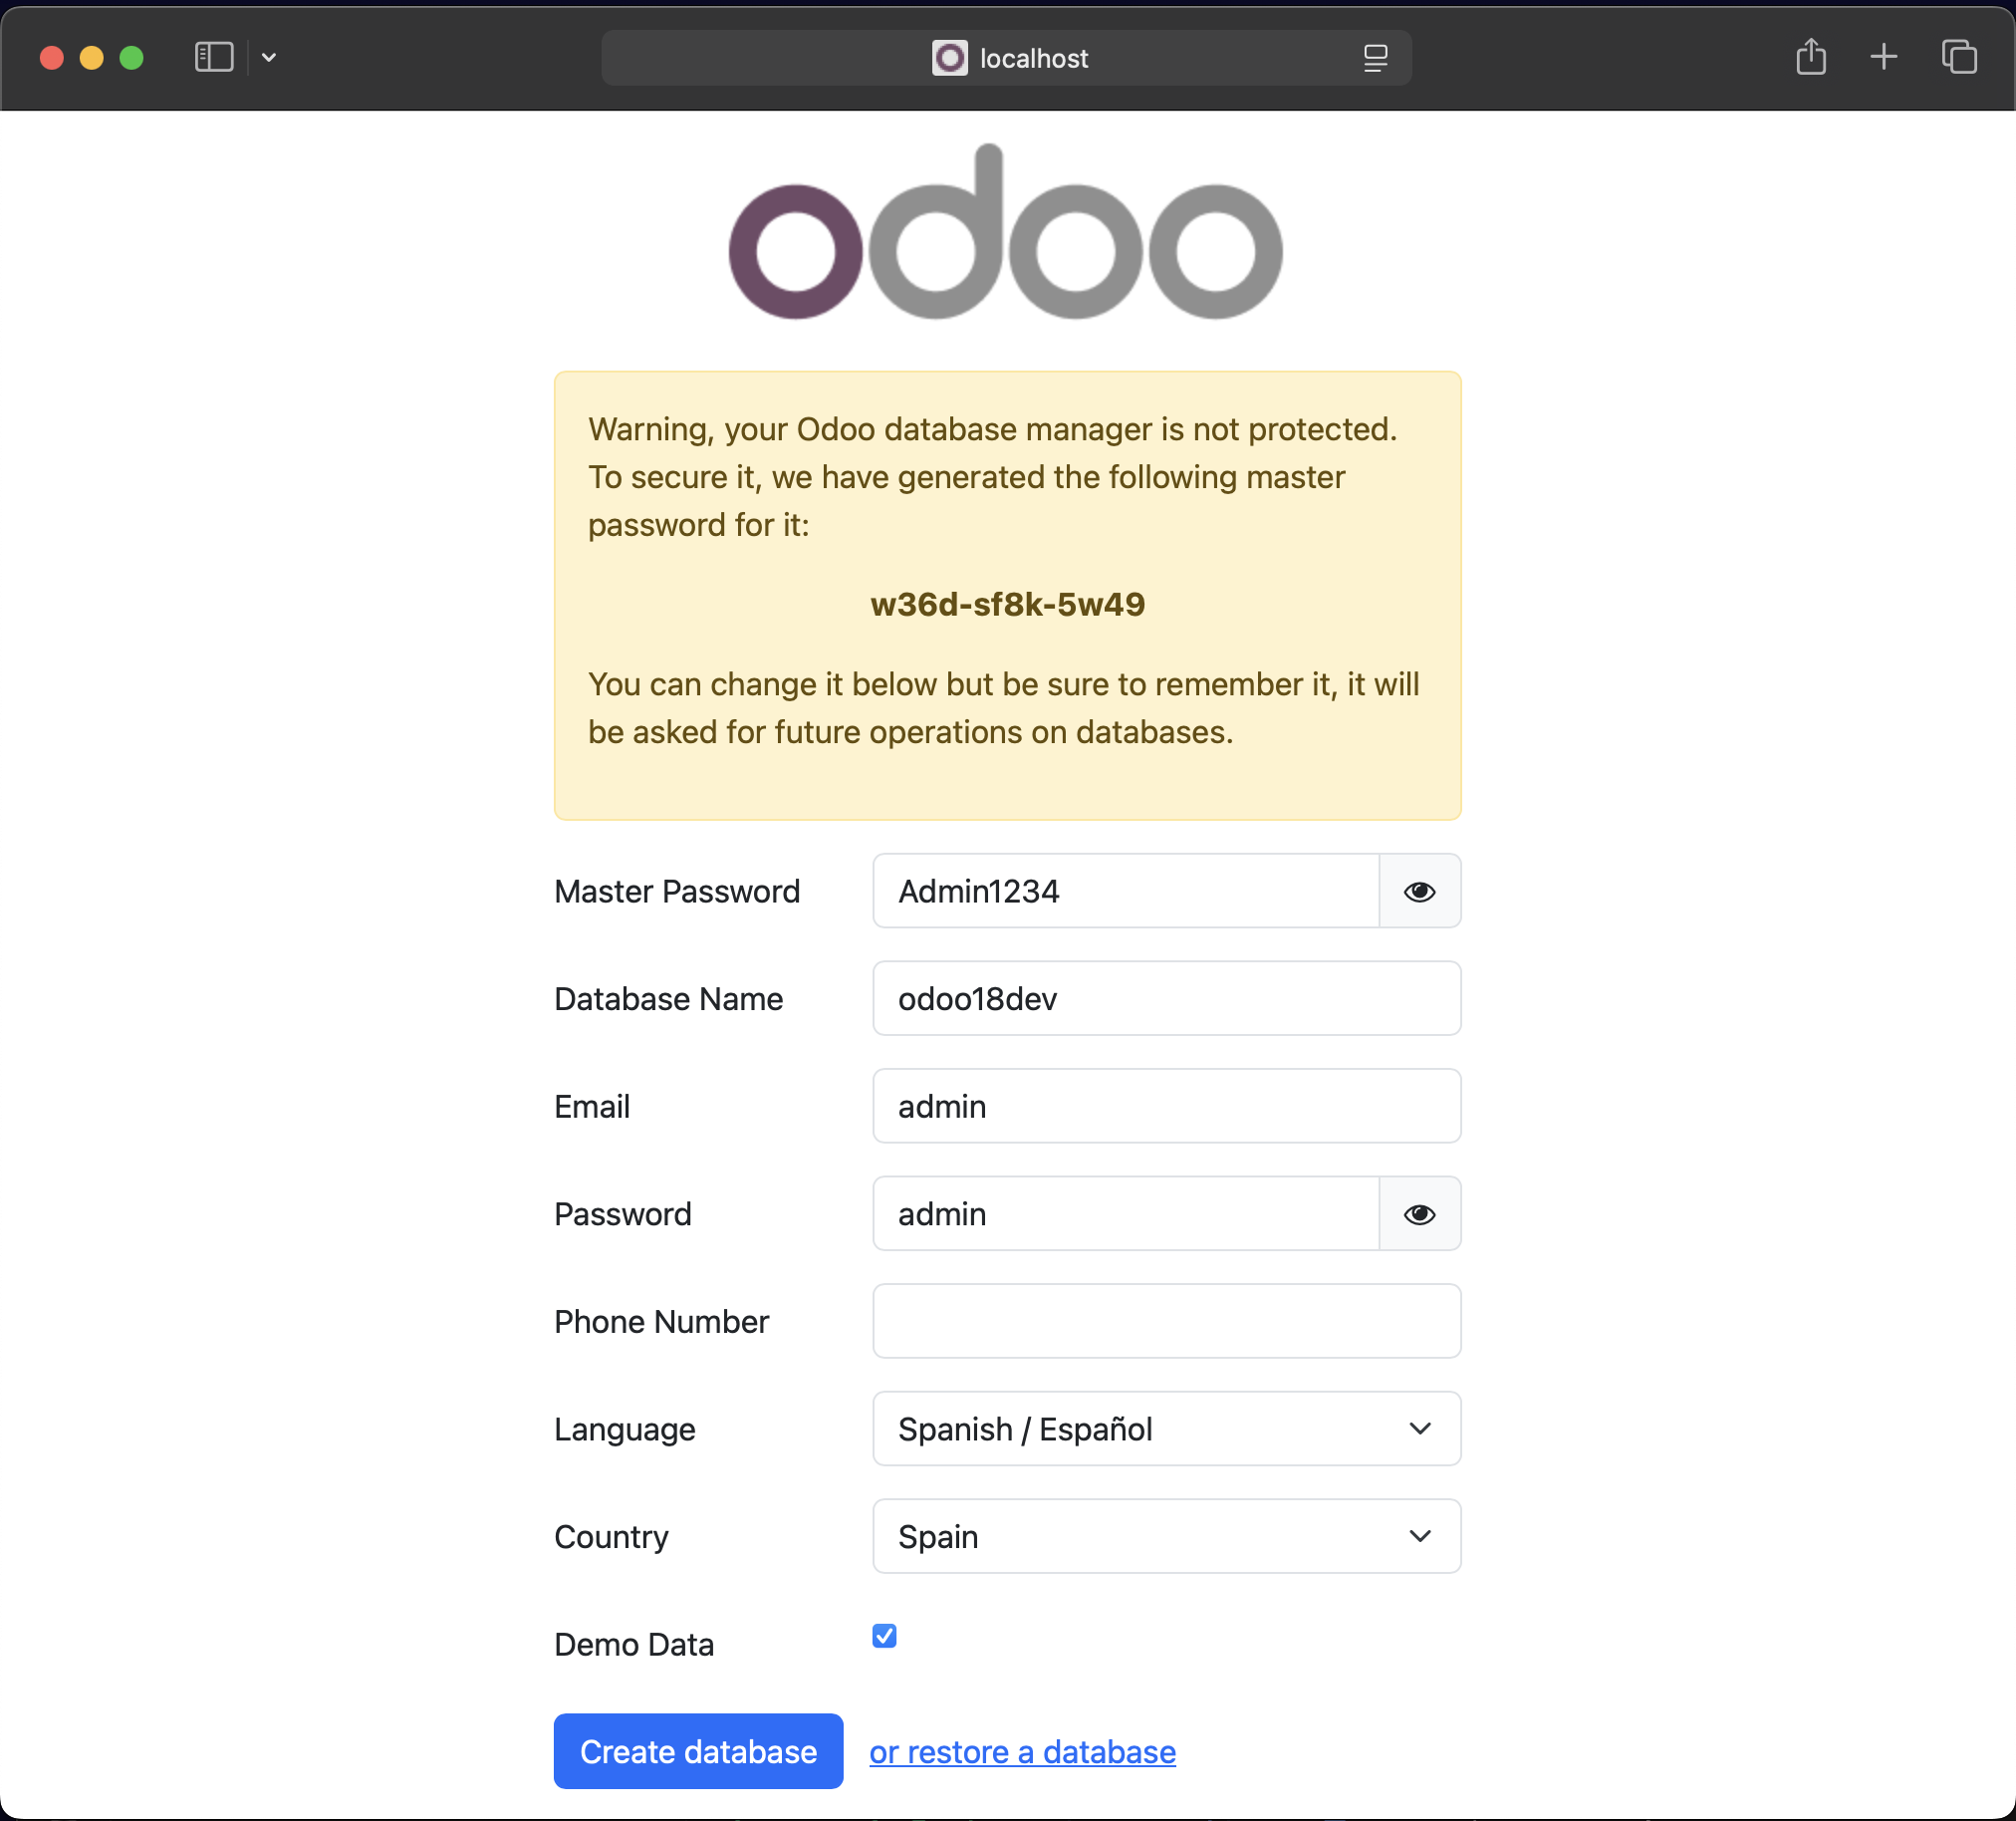 localhost
odoo
Warning, your Odoo database manager is not protected.
To secure it, we have generated the following master
password for it:
w36d-sf8k-5w49
You can change it below but be sure to remember it, it will
be asked for future operations on databases.
Master Password Admin1234
Database Name odoo18dev
Email admin
Password admin
Phone Number
Language Spanish / Español
Country Spain
Demo Data
Create database or restore a database